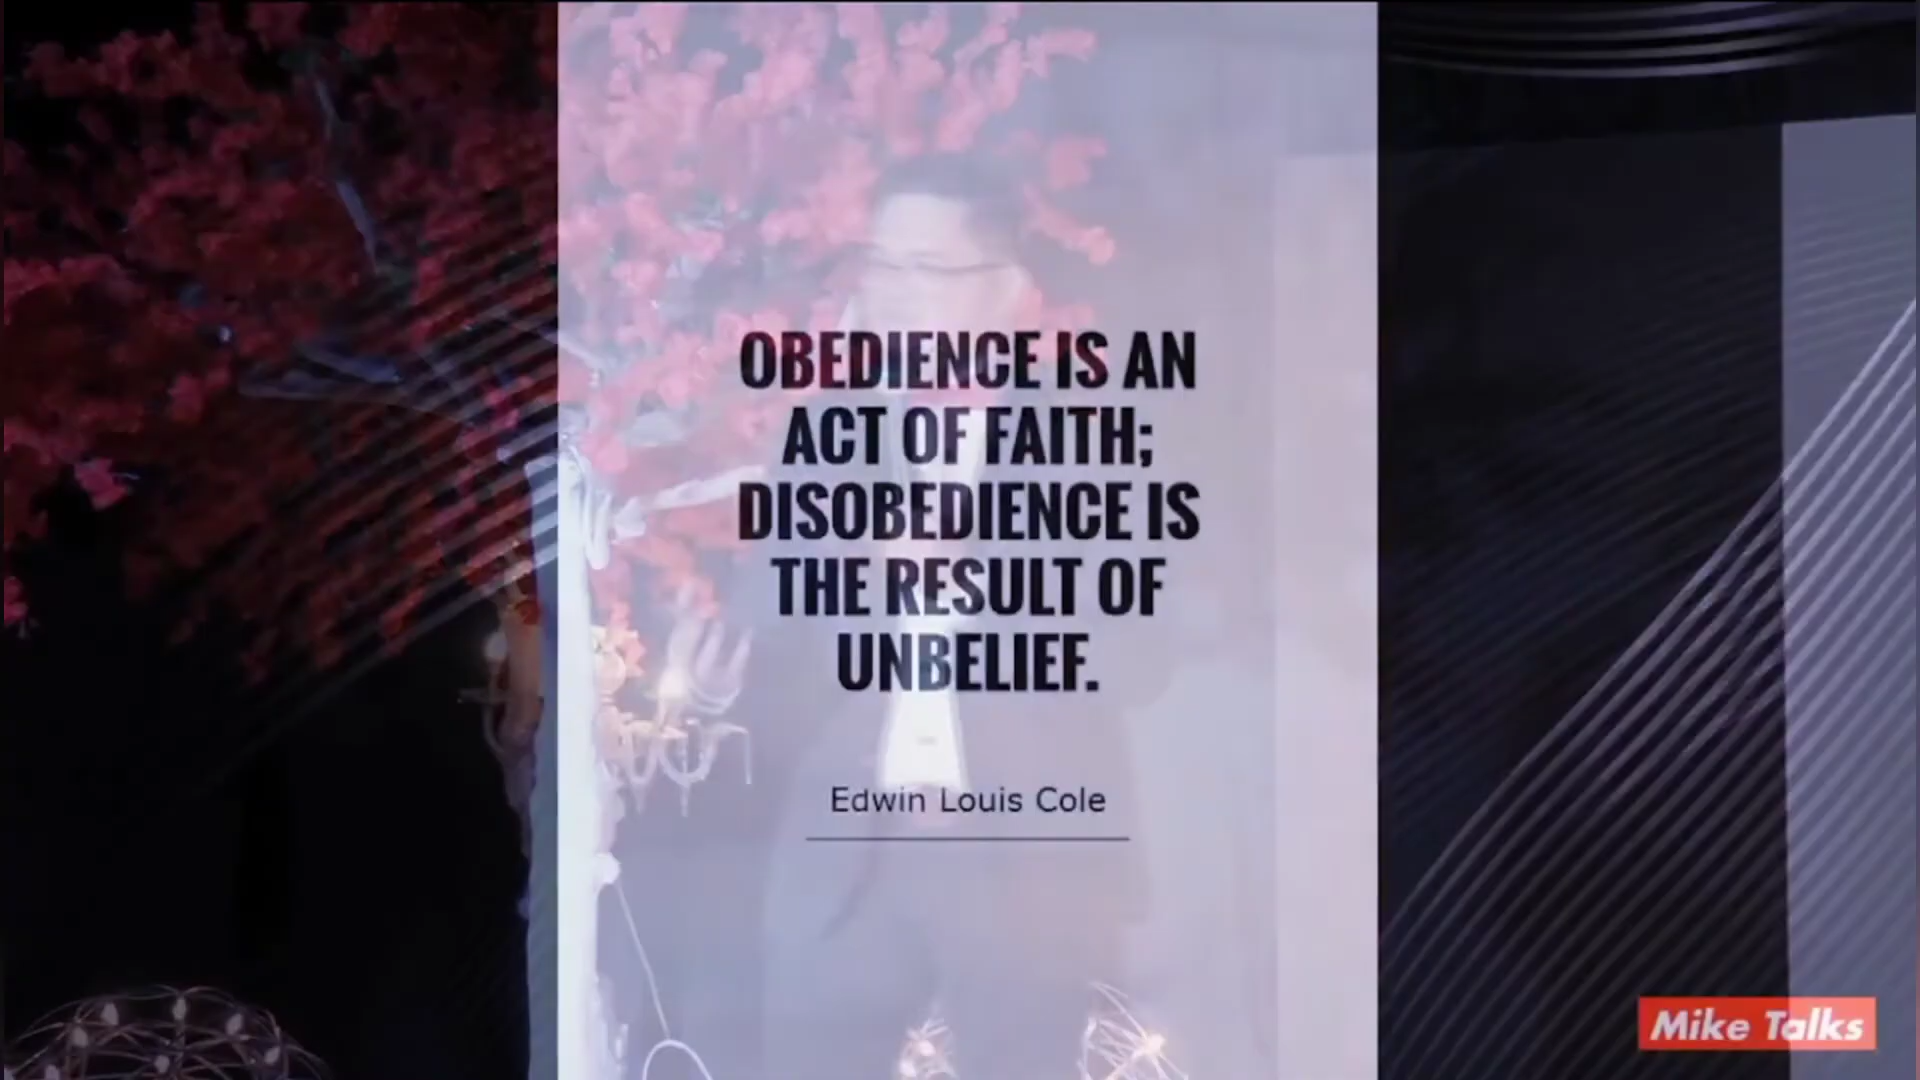 OBEDIENCE IS AN
ACT OF FAITH;
DISOBEDIENCE IS
THE RESULT OF
UNBELIEF.
Edwin Louis Cole
Mike Talks